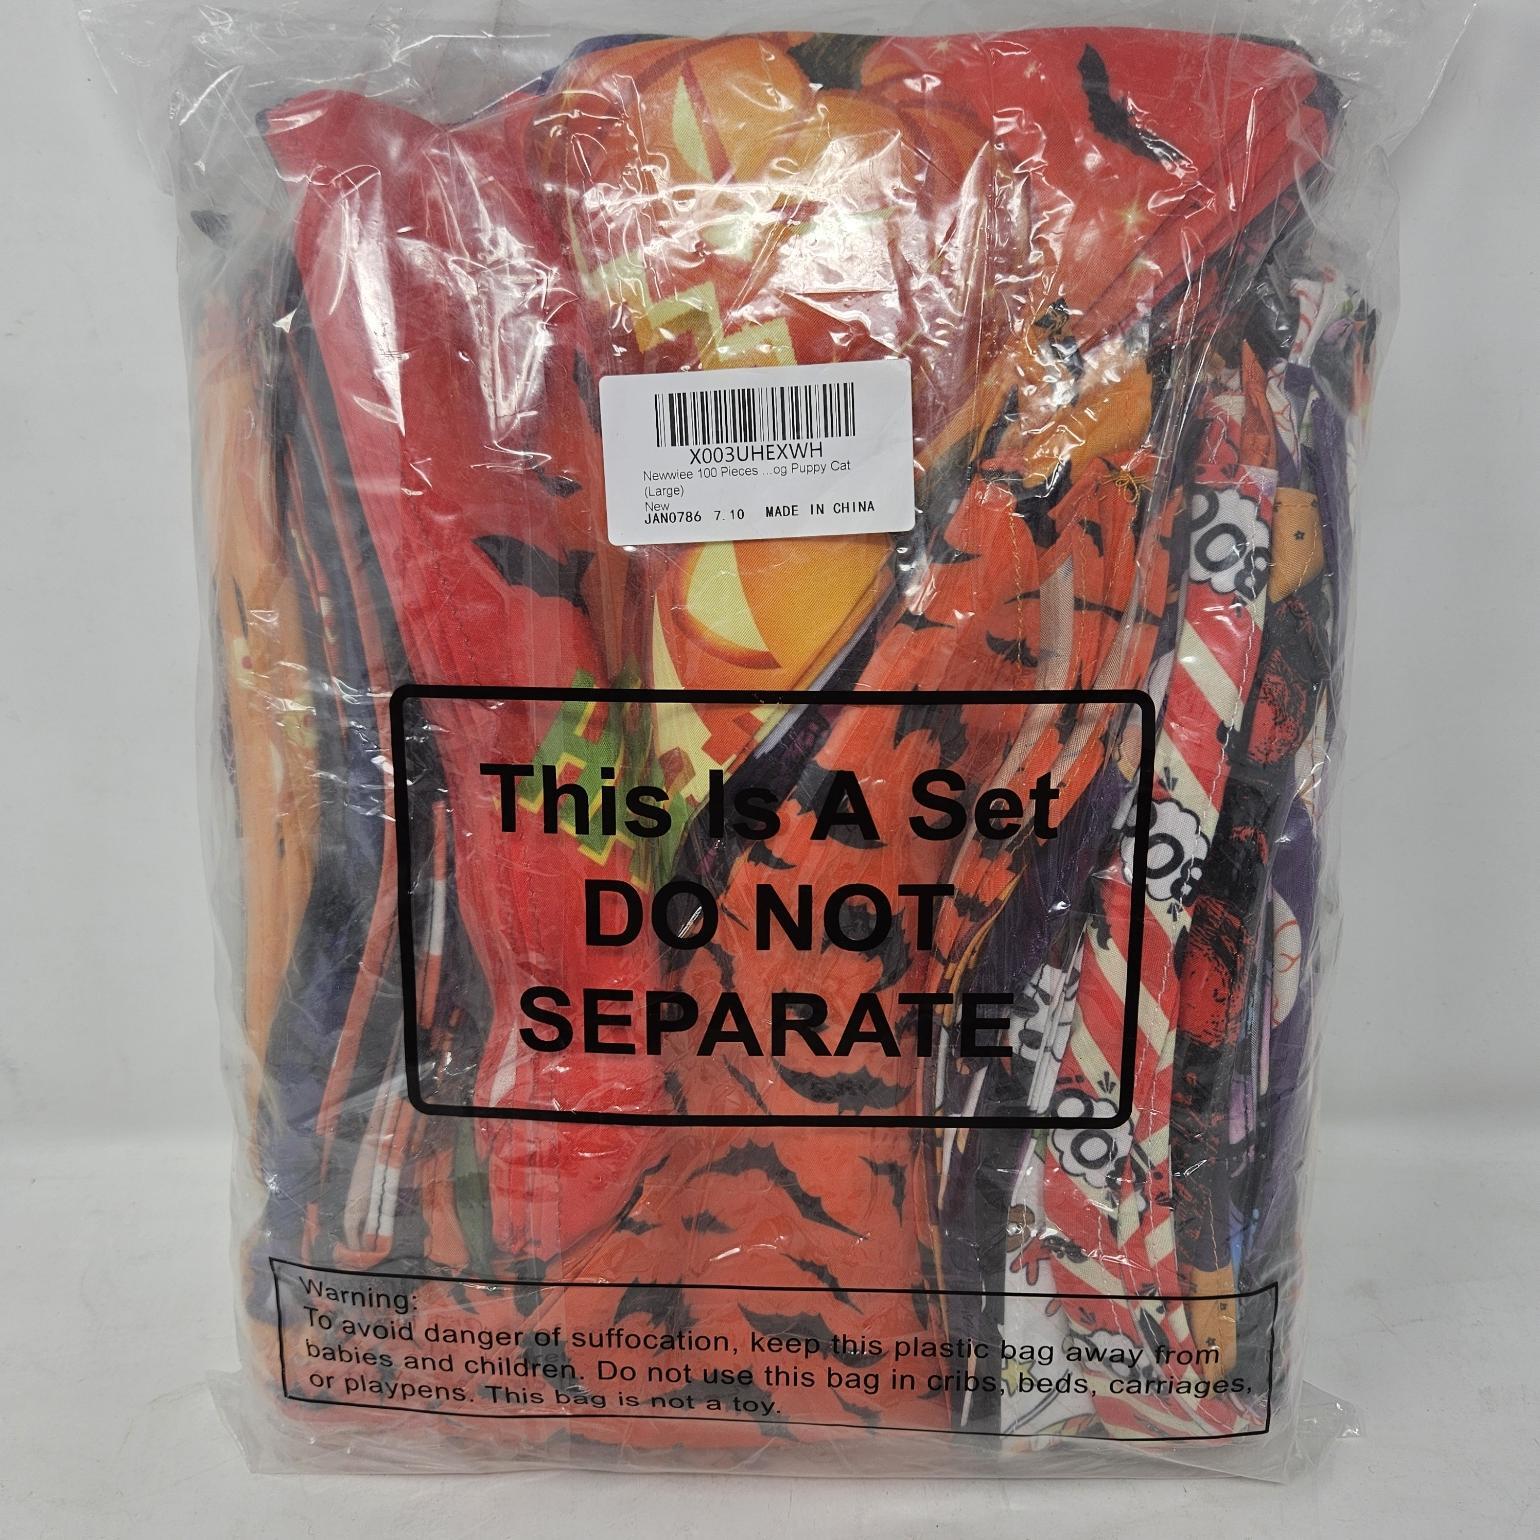 X003UHEXWH
Newwiee 100 Pieces ...og Puppy Cat
(Large)
New
JAN0786 7.10 MADE IN CHINA
This Is A Set
DO NOT
SEPARATE
Warning:
To avoid danger of suffocation, keep this plastic bag away from
babies and children. Do not use this bag in cribs, beds, carriages,
or playpens. This bag is not a toy.